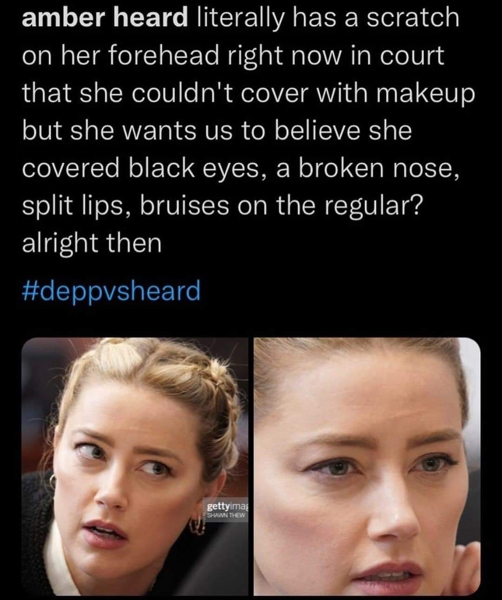 amber heard literally has a scratch
on her forehead right now in court
that she couldn't cover with makeup
but she wants us to believe she
covered black eyes, a broken nose,
split lips, bruises on the regular?
alright then
#deppvsheard
gettyima
SHAWN THEW